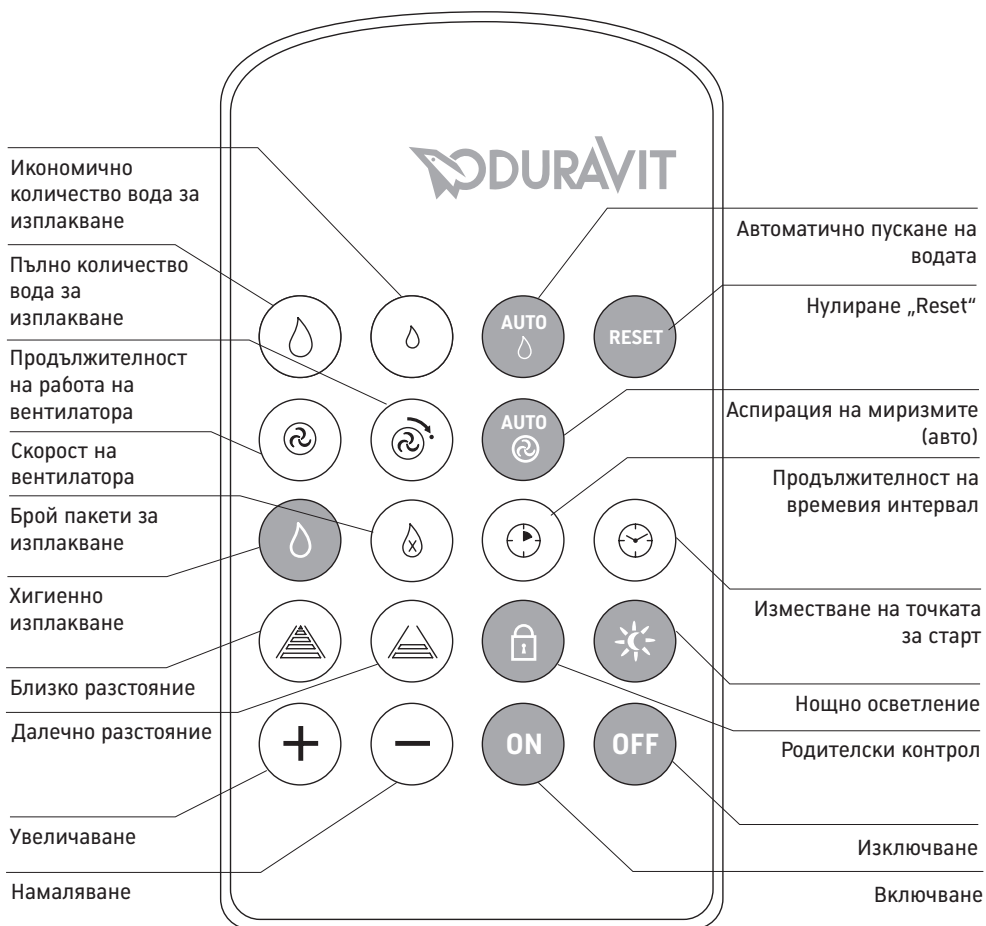 DURAVIT
Икономично
количество вода за
изплакване
Пълно количество
вода за
изплакване
Продължителност
на работа на
вентилатора
Скорост на
вентилатора
Брой пакети за
изплакване
Хигиенно
изплакване
Близко разстояние
Далечно разстояние
Увеличаване
Намаляване
AUTO
RESET
AUTO
X
ON
OFF
Автоматично пускане на
водата
Нулиране „Reset“
Аспирация на миризмите
(авто)
Продължителност на
времевия интервал
Изместване на точката
за старт
Нощно осветление
Родителски контрол
Изключване
Включване